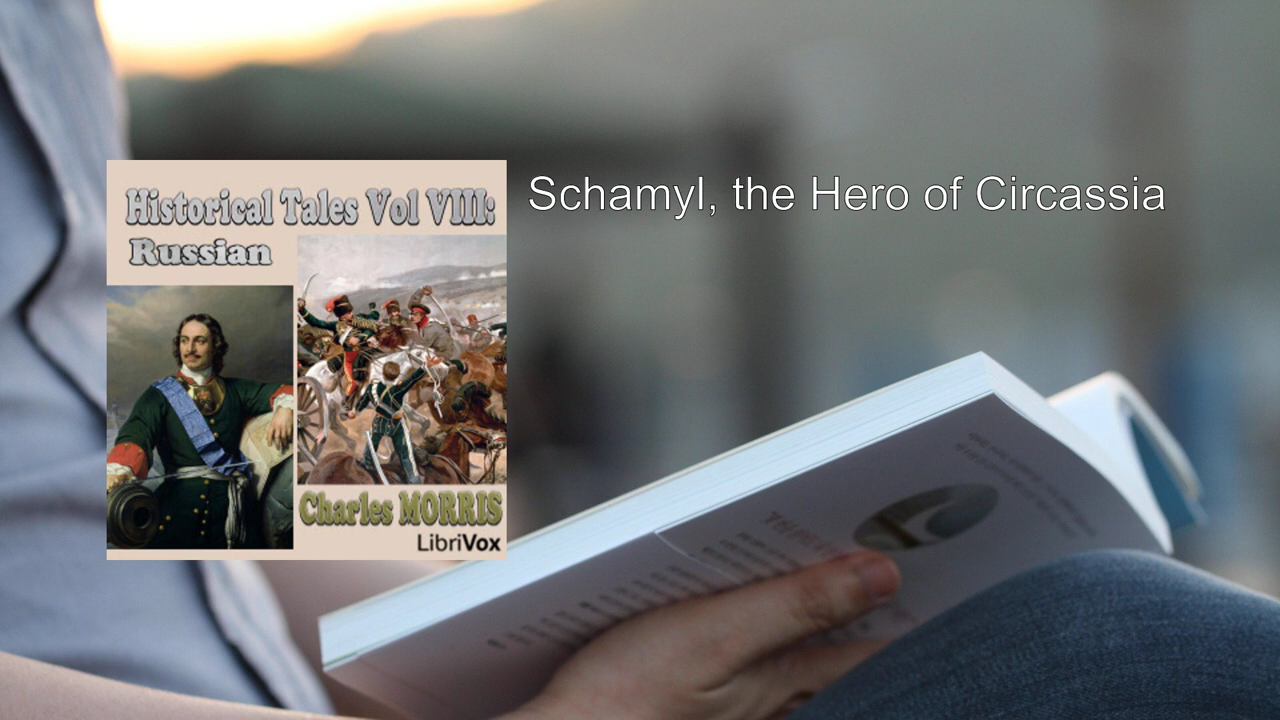 Historical Tales Vol VIII:
Russian
Charles MORRIS
LibriVox
Schamyl, the Hero of Circassia